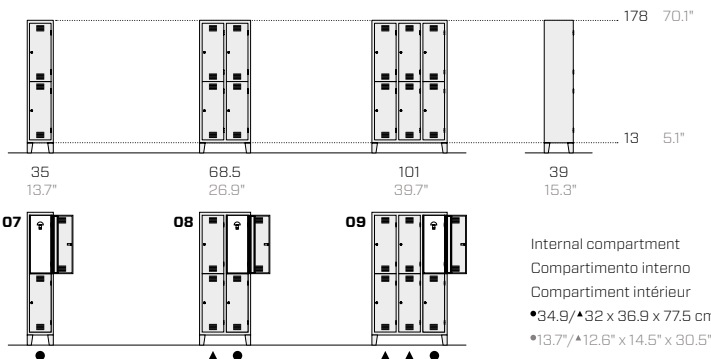 178 70.1"
13 5.1"
35 68.5 101 39
13.7" 26.9" 39.7" 15.3"
07 08 09
Internal compartment
Compartimento interno
Compartiment intérieur
●34.9/▲32 x 36.9 x 77.5 cm
●13.7"/▲12.6" x 14.5" x 30.5"